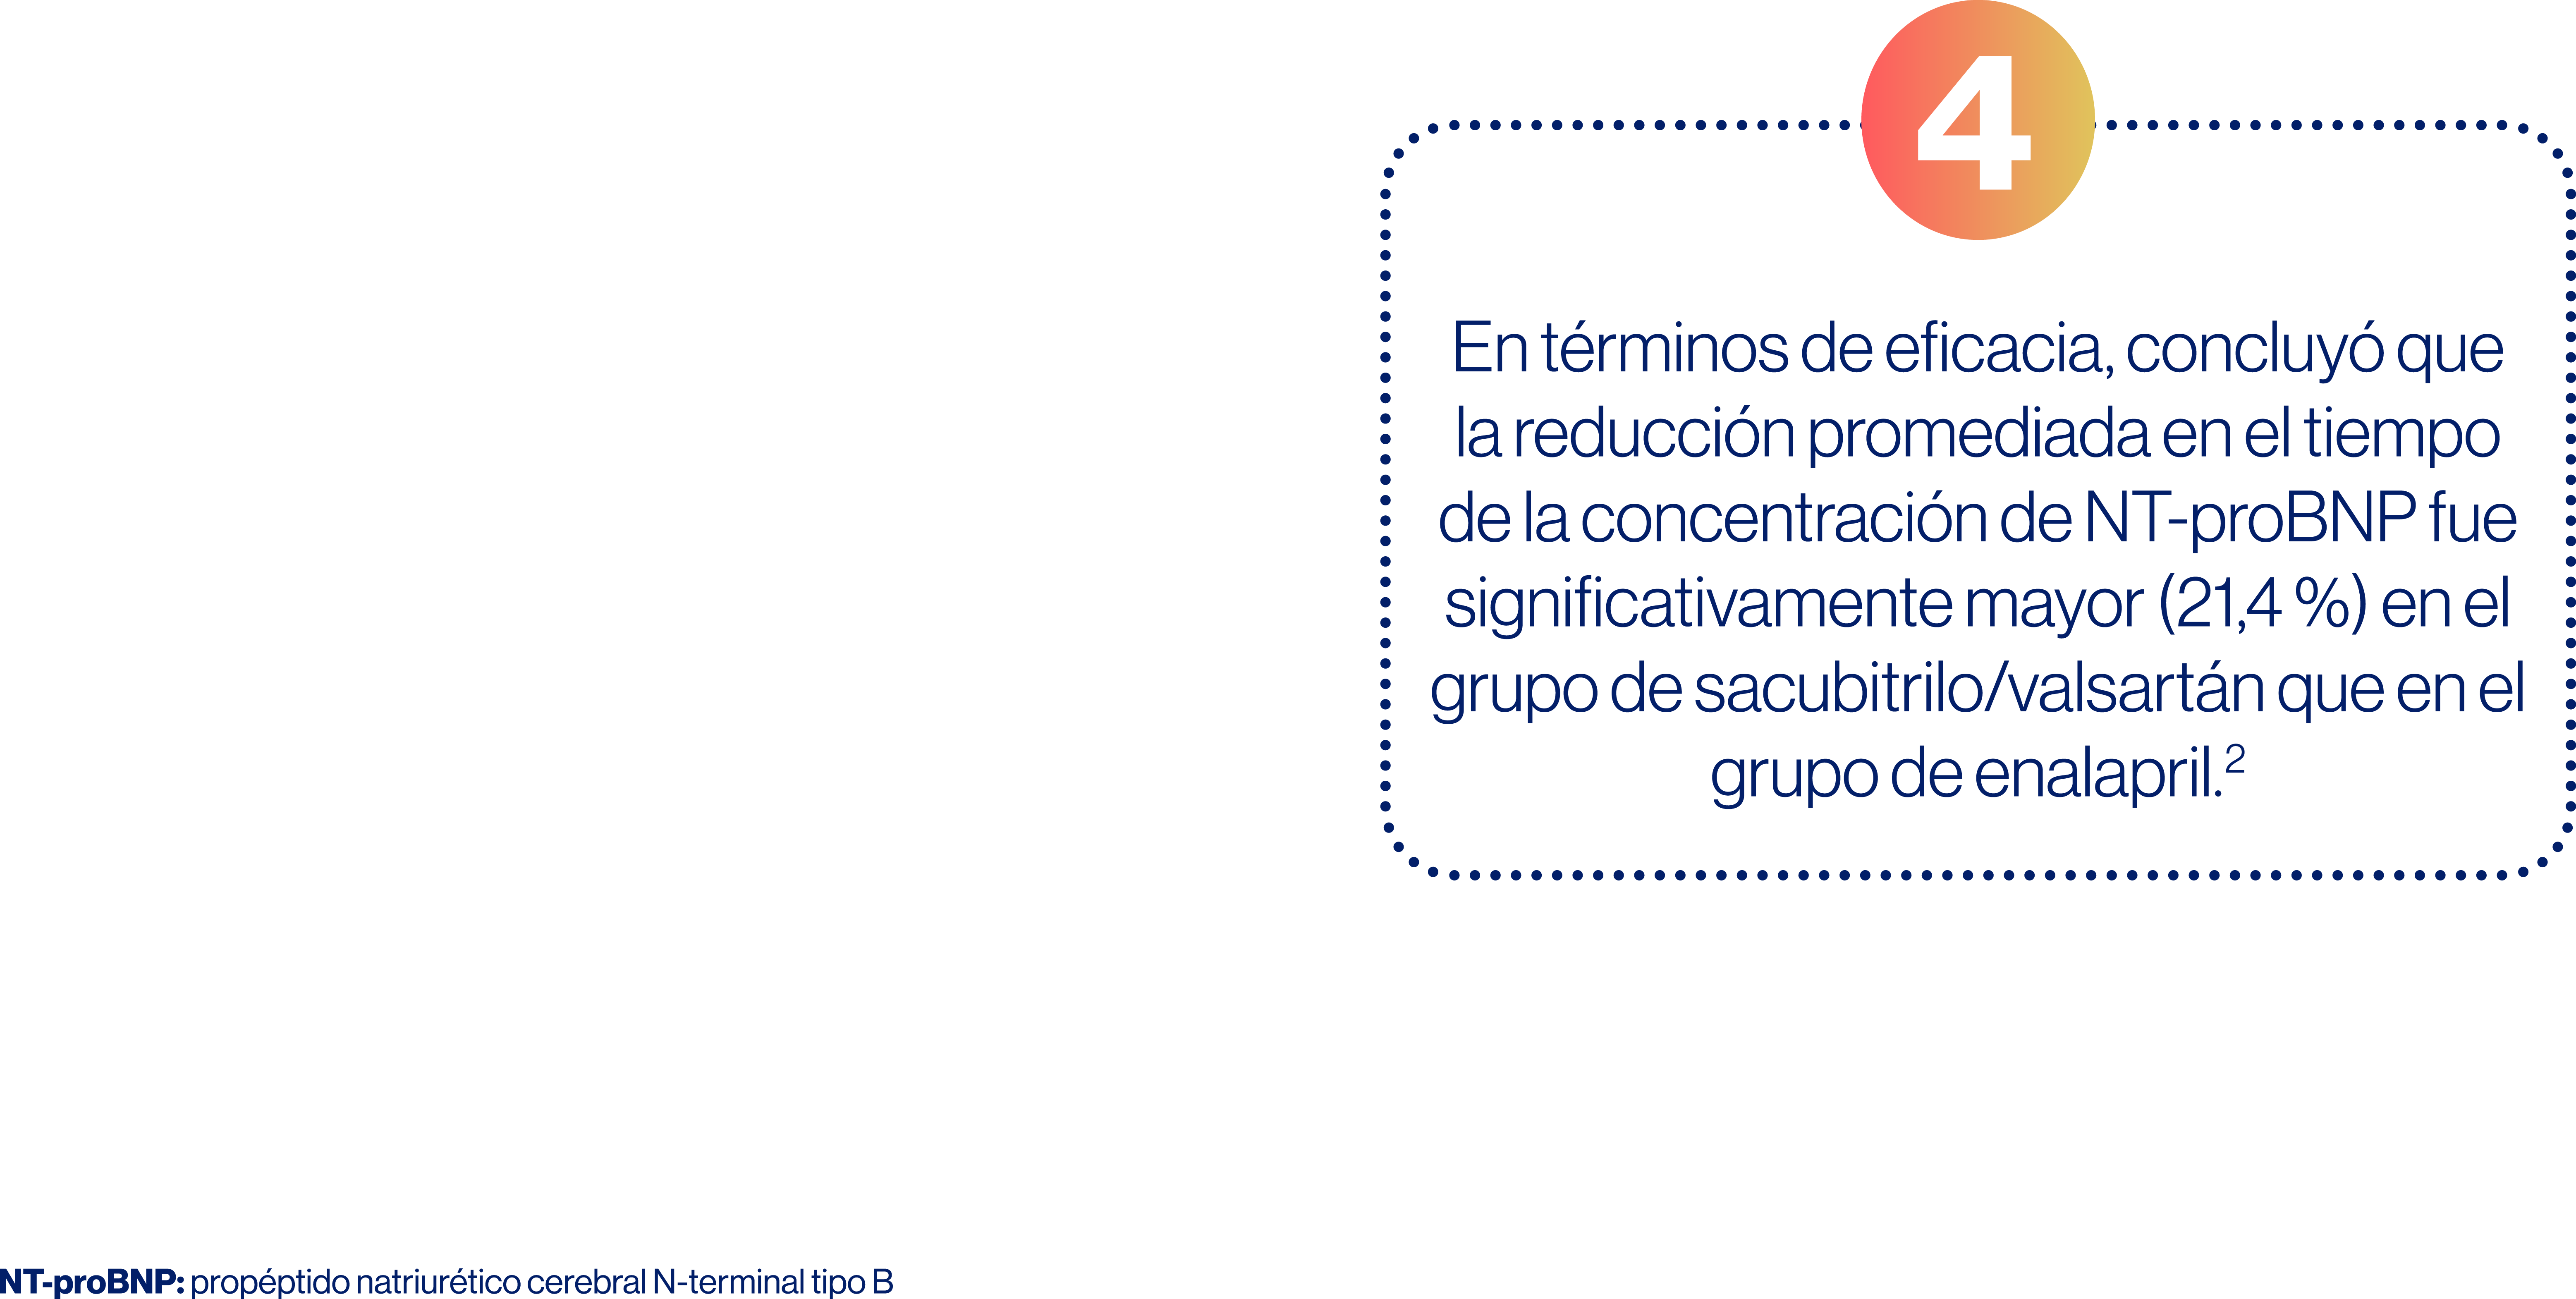 4
En términos de eficacia, concluyó que
la reducción promediada en el tiempo
de la concentración de NT-proBNP fue
significativamente mayor (21,4 %) en el
grupo de sacubitrilo/valsartán que en el
grupo de enalapril.²
NT-proBNP: propéptido natriurético cerebral N-terminal tipo B